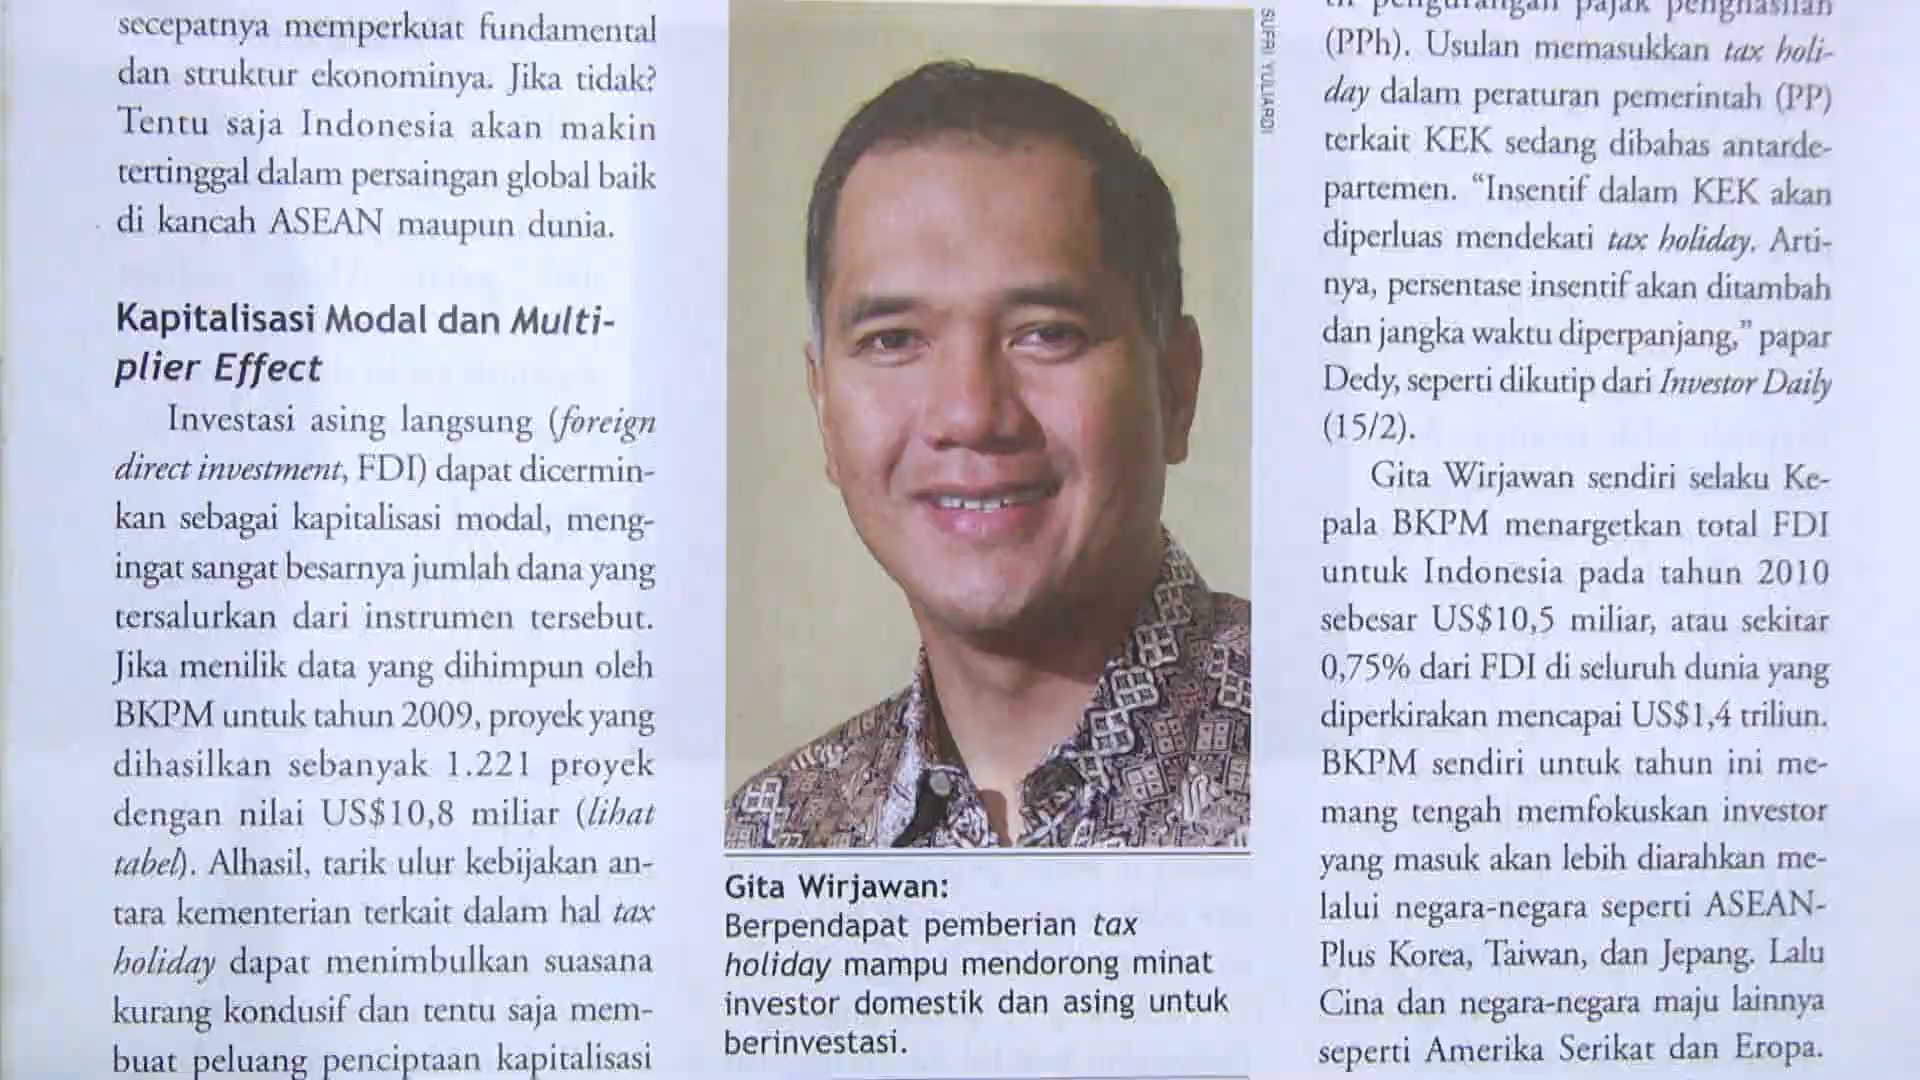 secepatnya memperkuat fundamental
dan struktur ekonominya. Jika tidak?
Tentu saja Indonesia akan makin
tertinggal dalam persaingan global baik
di kancah ASEAN maupun dunia.
Kapitalisasi Modal dan Multi-
plier Effect
Investasi asing langsung (foreign
direct investment, FDI) dapat dicermin-
kan sebagai kapitalisasi modal, meng-
ingat sangat besarnya jumlah dana yang
tersalurkan dari instrumen tersebut.
Jika menilik data yang dihimpun oleh
BKPM untuk tahun 2009, proyek yang
dihasilkan sebanyak 1.221 proyek
dengan nilai US$10,8 miliar (lihat
tabel). Alhasil, tarik ulur kebijakan an-
tara kementerian terkait dalam hal tax
holiday dapat menimbulkan suasana
kurang kondusif dan tentu saja mem-
buat peluang penciptaan kapitalisasi
SUFRI YULIARDI
Gita Wirjawan:
Berpendapat pemberian tax
holiday mampu mendorong minat
investor domestik dan asing untuk
berinvestasi.
pengurangan pajak penghasilan
(PPh). Usulan memasukkan tax holi-
day dalam peraturan pemerintah (PP)
terkait KEK sedang dibahas antarde-
partemen. “Insentif dalam KEK akan
diperluas mendekati tax holiday. Arti-
nya, persentase insentif akan ditambah
dan jangka waktu diperpanjang,” papar
Dedy, seperti dikutip dari Investor Daily
(15/2).
Gita Wirjawan sendiri selaku Ke-
pala BKPM menargetkan total FDI
untuk Indonesia pada tahun 2010
sebesar US$10,5 miliar, atau sekitar
0,75% dari FDI di seluruh dunia yang
diperkirakan mencapai US$1,4 triliun.
BKPM sendiri untuk tahun ini me-
mang tengah memfokuskan investor
yang masuk akan lebih diarahkan me-
lalui negara-negara seperti ASEAN-
Plus Korea, Taiwan, dan Jepang. Lalu
Cina dan negara-negara maju lainnya
seperti Amerika Serikat dan Eropa.